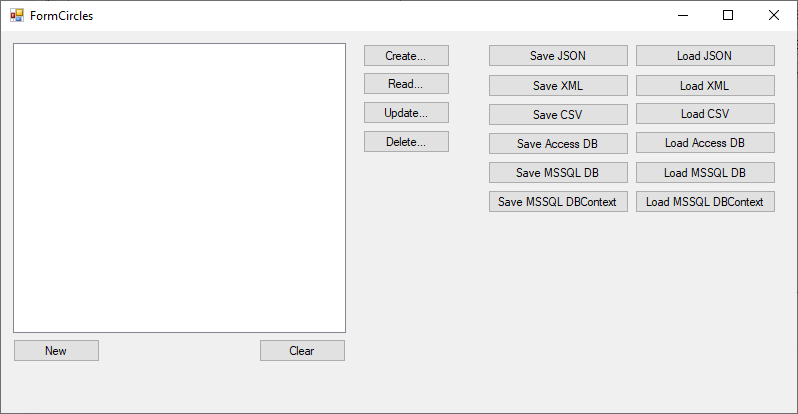 FormCircles
Create...
Save JSON
Load JSON
Read...
Save XML
Load XML
Update...
Save CSV
Load CSV
Delete...
Save Access DB
Load Access DB
Save MSSQL DB
Load MSSQL DB
Save MSSQL DBContext
Load MSSQL DBContext
New
Clear